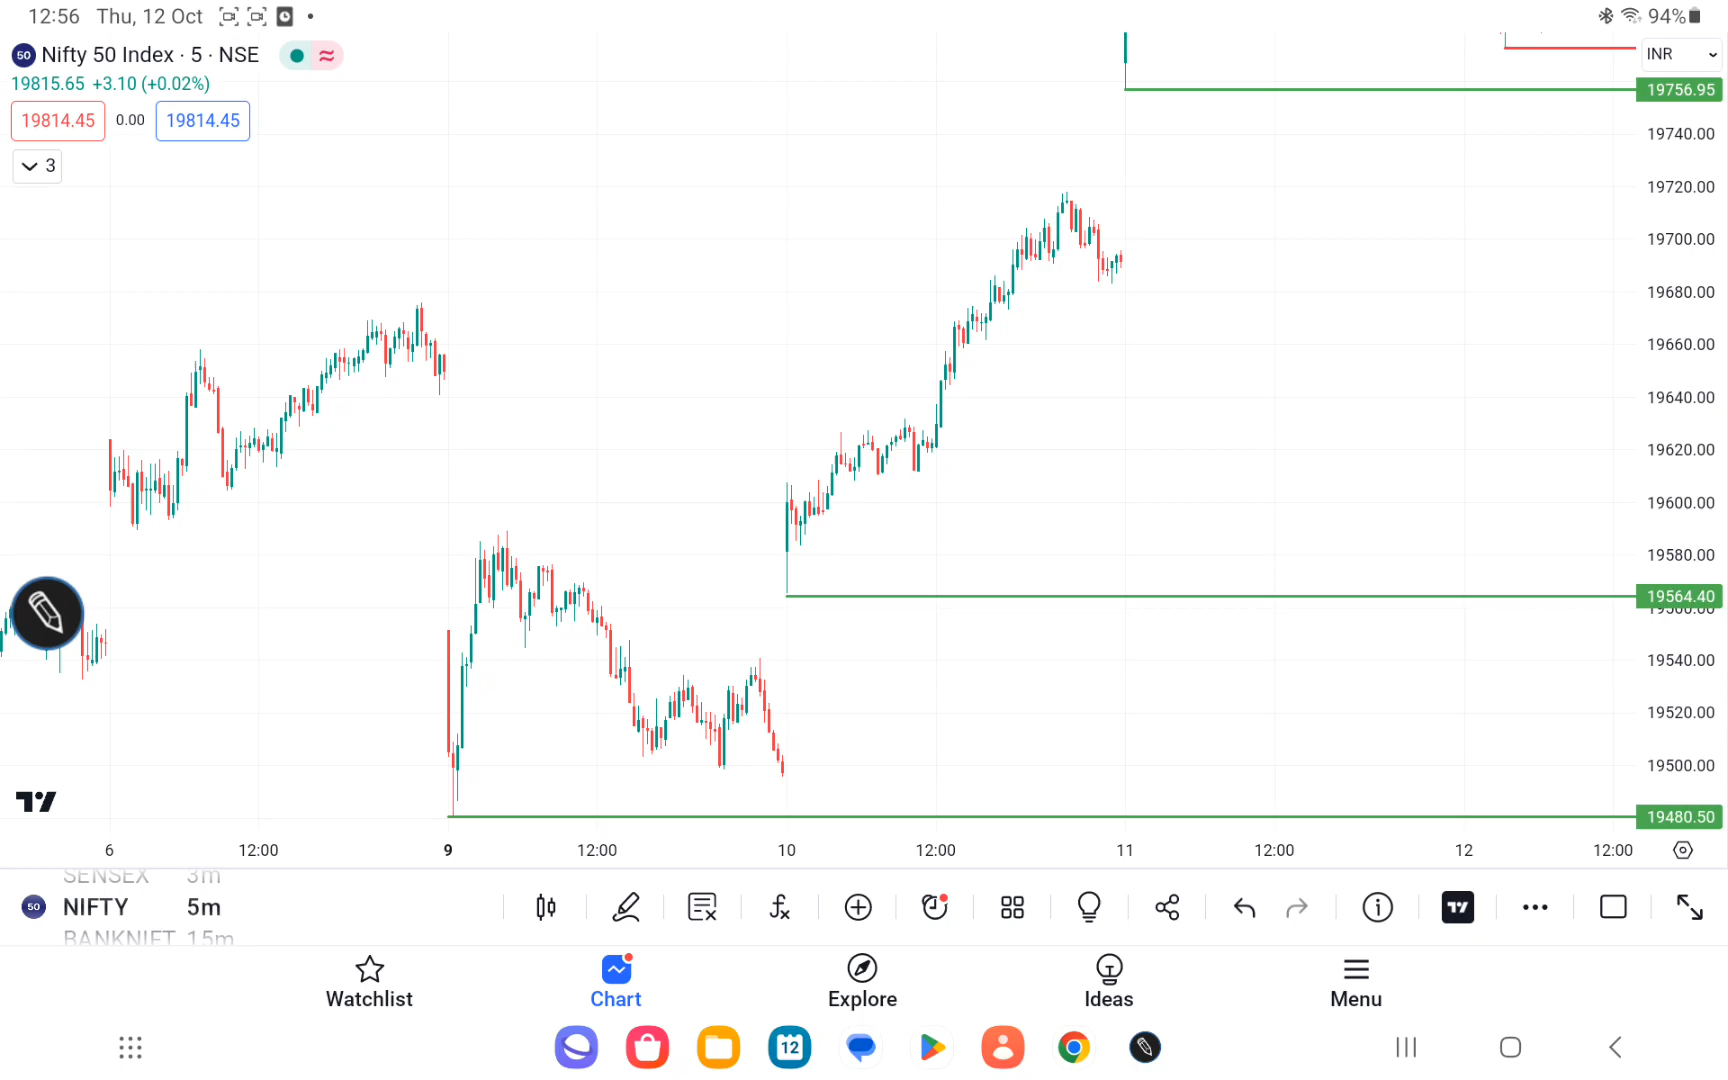 12:56 Thu, 12 Oct
94%
50 Nifty 50 Index · 5 · NSE
INR
19815.65 +3.10 (+0.02%)
19814.45 0.00 19814.45
3
19756.95
19740.00
19720.00
19700.00
19680.00
19660.00
19640.00
19620.00
19600.00
19580.00
19564.40
19560.00
19540.00
19520.00
19500.00
19480.50
6 12:00 9 12:00 10 12:00 11 12:00 12 12:00
SENSEX 3m
50 NIFTY 5m
BANKNIFT 15m
Watchlist Chart Explore Ideas Menu
12